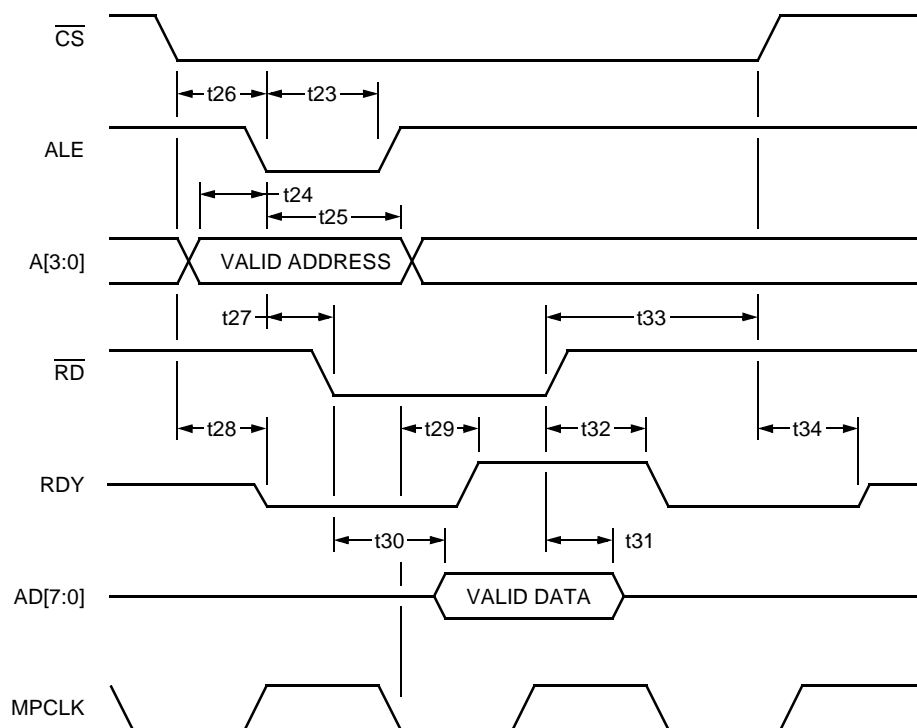 CS
t26
t23
ALE
t24
t25
A[3:0]
VALID ADDRESS
t27
t33
RD
t28
t29
t32
t34
RDY
t30
t31
AD[7:0]
VALID DATA
MPCLK